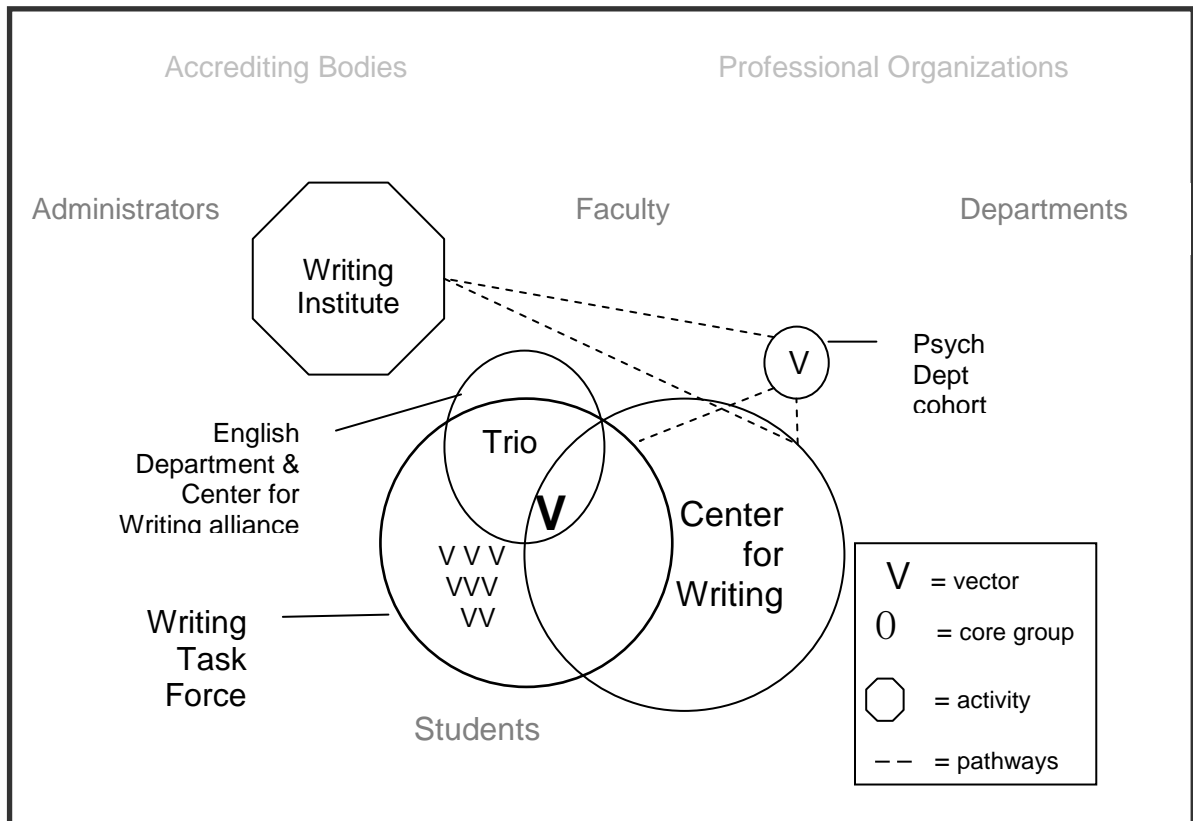 Accrediting Bodies
Professional Organizations
Administrators
Faculty
Departments
Writing
Institute
V
Psych
Dept
cohort
English
Department &
Center for
Writing alliance
Trio
V
V V V
VVV
VV
Center
for
Writing
Writing
Task
Force
Students
V = vector
0 = core group
= activity
-- = pathways